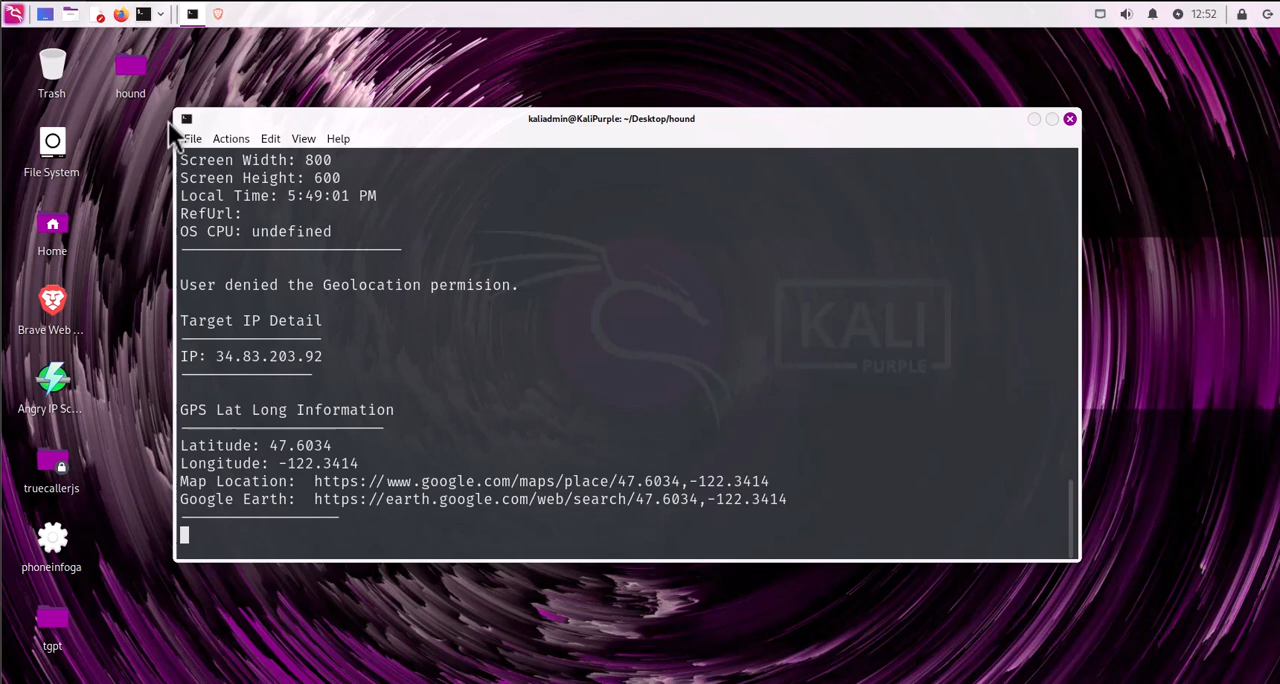 12:52
Trash
hound
File System
Home
Brave Web ...
Angry IP Sc...
truecallerjs
phoneinfoga
tgpt
kaliadmin@KaliPurple: ~/Desktop/hound
File Actions Edit View Help
Screen Width: 800
Screen Height: 600
Local Time: 5:49:01 PM
RefUrl:
OS CPU: undefined
User denied the Geolocation permision.
Target IP Detail
IP: 34.83.203.92
GPS Lat Long Information
Latitude: 47.6034
Longitude: -122.3414
Map Location: https://www.google.com/maps/place/47.6034,-122.3414
Google Earth: https://earth.google.com/web/search/47.6034,-122.3414
KALI
PURPLE